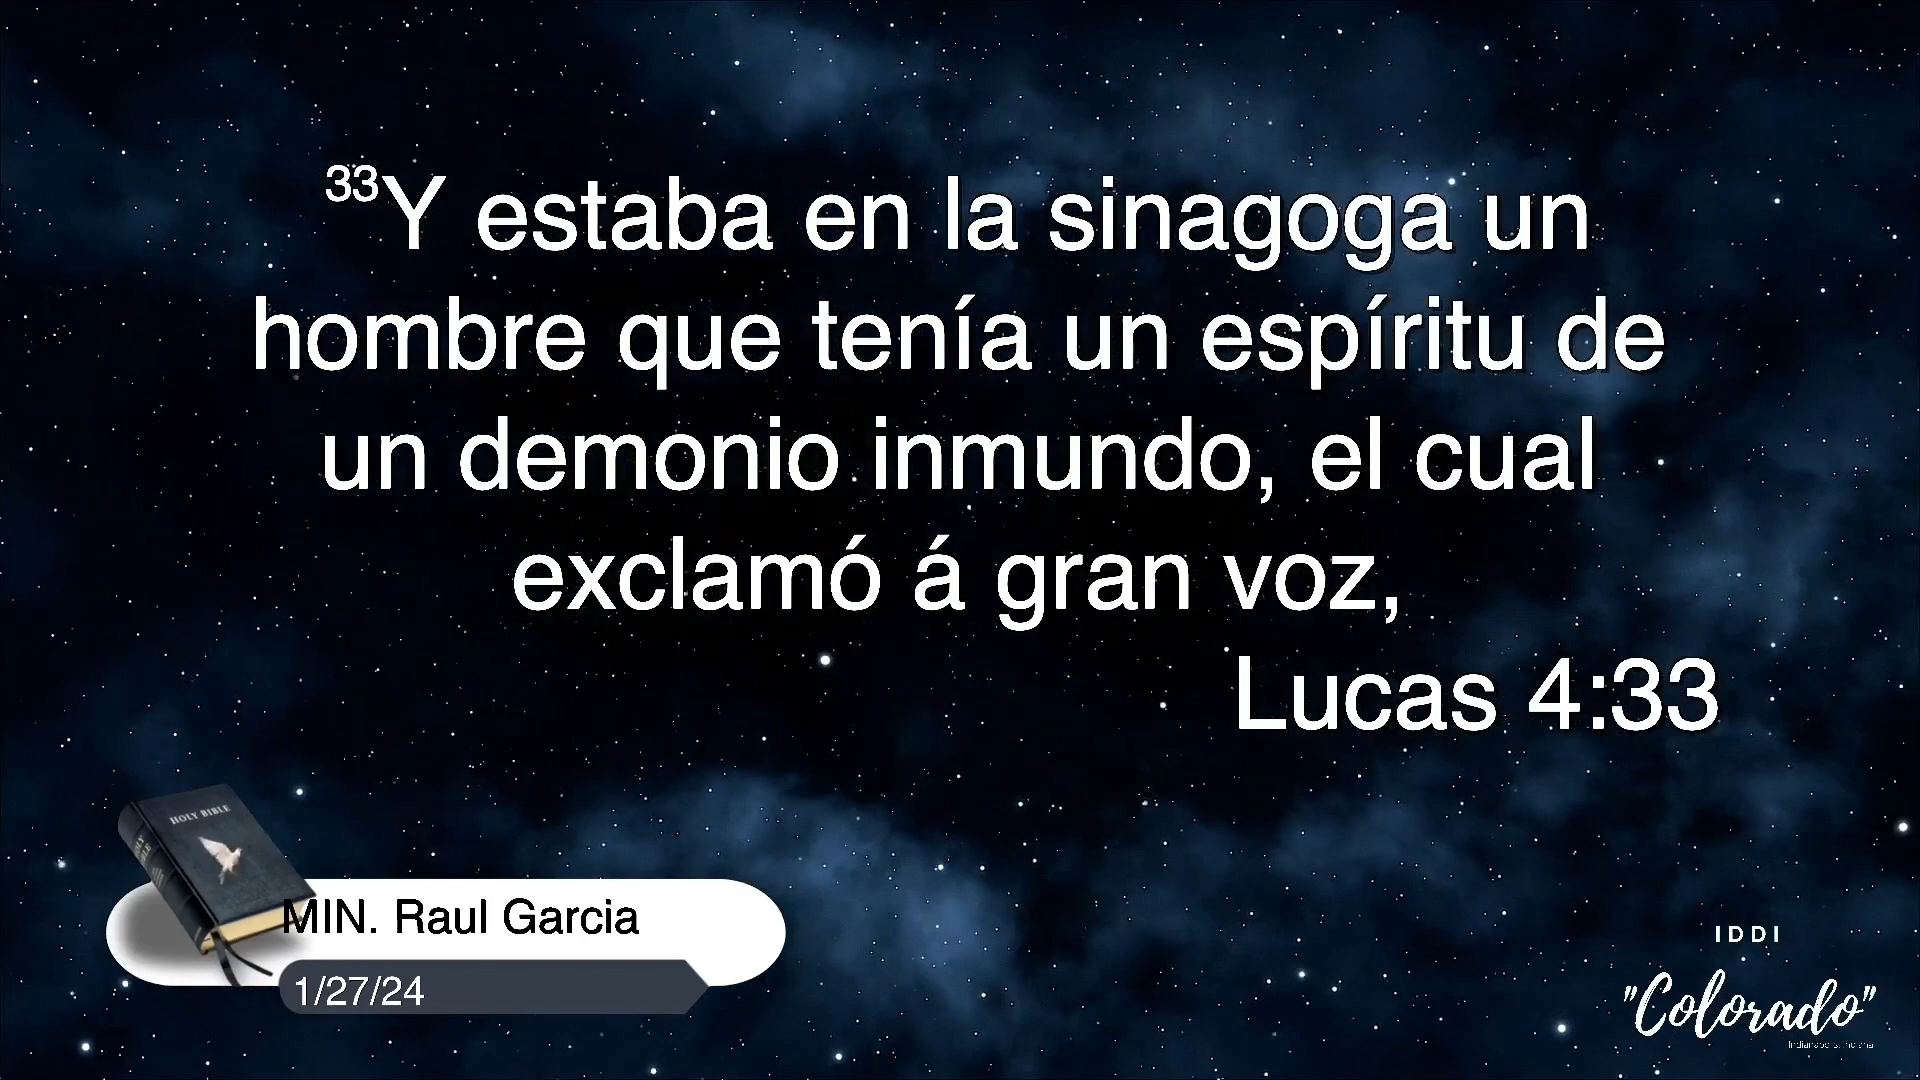 33Y estaba en la sinagoga un
hombre que tenía un espíritu de
un demonio inmundo, el cual
exclamó á gran voz,
Lucas 4:33
HOLY BIBLE
MIN. Raul Garcia
1/27/24
IDDI
"Colorado"